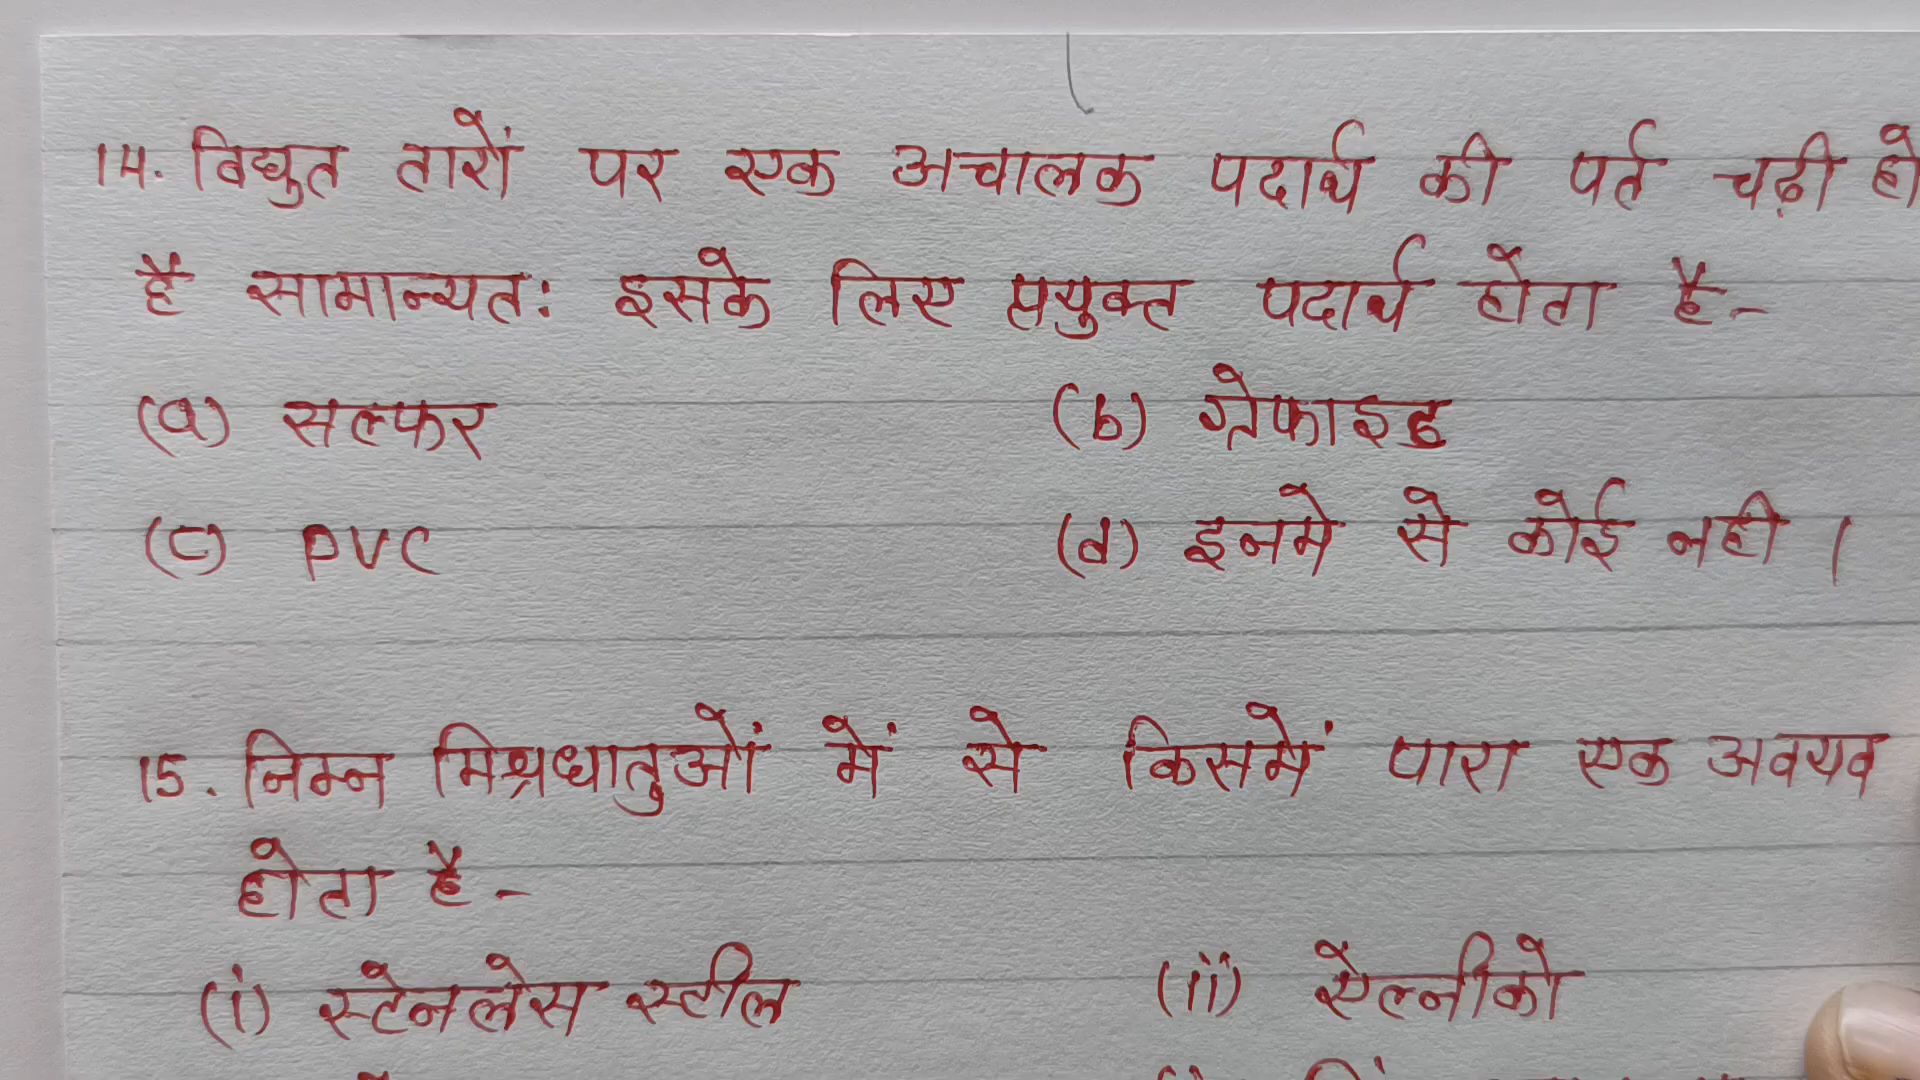 14. विद्युत तारों पर एक अचालक पदार्थ की पर्त चढ़ी हो
है सामान्यत: इसके लिए प्रयुक्त पदार्थ होता है-
(a) सल्फर (b) ग्रेफाइड
(c) PVC (d) इनमे से कोई नही ।
15. निम्न मिश्रधातुओं में से किसमें पारा एक अवयव
होता है-
(i) स्टेनलेस स्टील (ii) ऐल्नीको